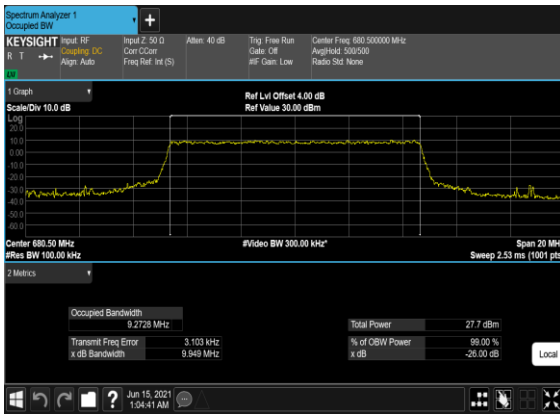 Spectrum Analyzer 1
Occupied BW
+
KEYSIGHT
R T
Input: RF
Coupling: DC
Align: Auto
Input Z: 50 Ω
Corr CCorr
Freq Ref: Int (S)
Atten: 40 dB
Trig: Free Run
Gate: Off
#IF Gain: Low
Center Freq: 680.500000 MHz
Avg|Hold: 500/500
Radio Std: None
1 Graph
Scale/Div 10.0 dB
Ref Lvl Offset 4.00 dB
Ref Value 30.00 dBm
Log
20.0
10.0
0.00
-10.0
-20.0
-30.0
-40.0
-50.0
-60.0
Center 680.50 MHz
#Res BW 100.00 kHz
#Video BW 300.00 kHz*
Span 20 MH
Sweep 2.53 ms (1001 pts
2 Metrics
Occupied Bandwidth
9.2728 MHz
Transmit Freq Error 3.103 kHz
x dB Bandwidth 9.949 MHz
Total Power 27.7 dBm
% of OBW Power 99.00 %
x dB -26.00 dB
Local
?
Jun 15, 2021
1:04:41 AM